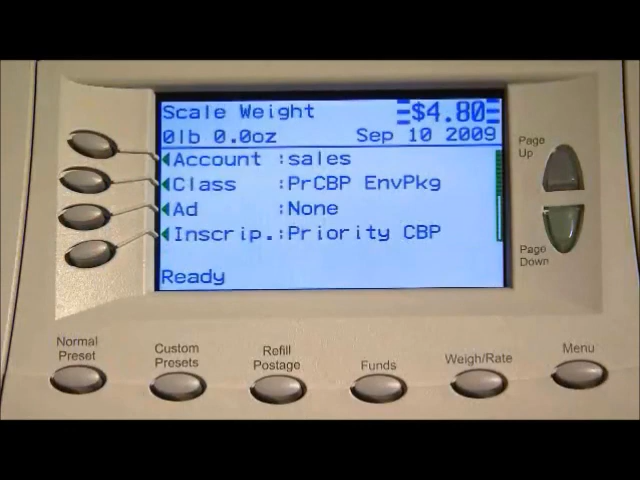 Scale Weight $4.80
0lb 0.0oz Sep 10 2009
Account :sales
Class :PrCBP EnvPkg
Ad :None
Inscrip.:Priority CBP
Ready
Page
Up
Page
Down
Normal
Preset
Custom
Presets
Refill
Postage
Funds
Weigh/Rate
Menu